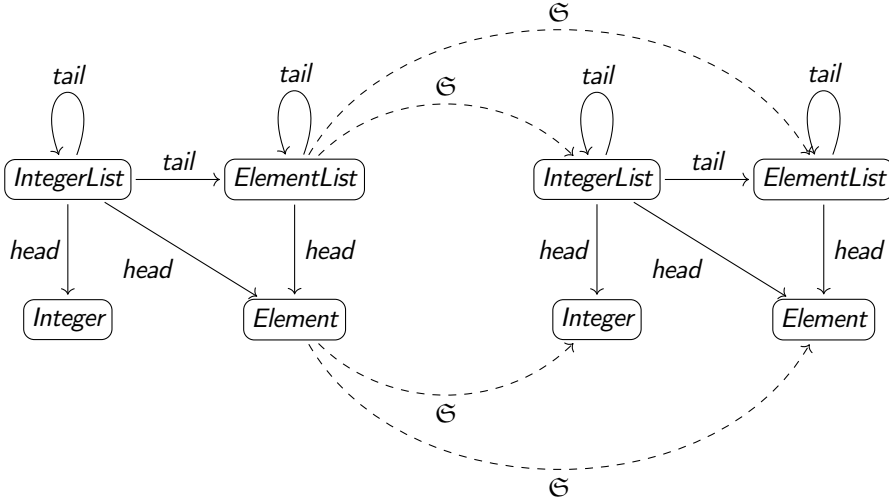 𝔖
𝔖
tail tail tail tail
IntegerList tail ElementList IntegerList tail ElementList
head head head head head head
Integer Element Integer Element
𝔖
𝔖